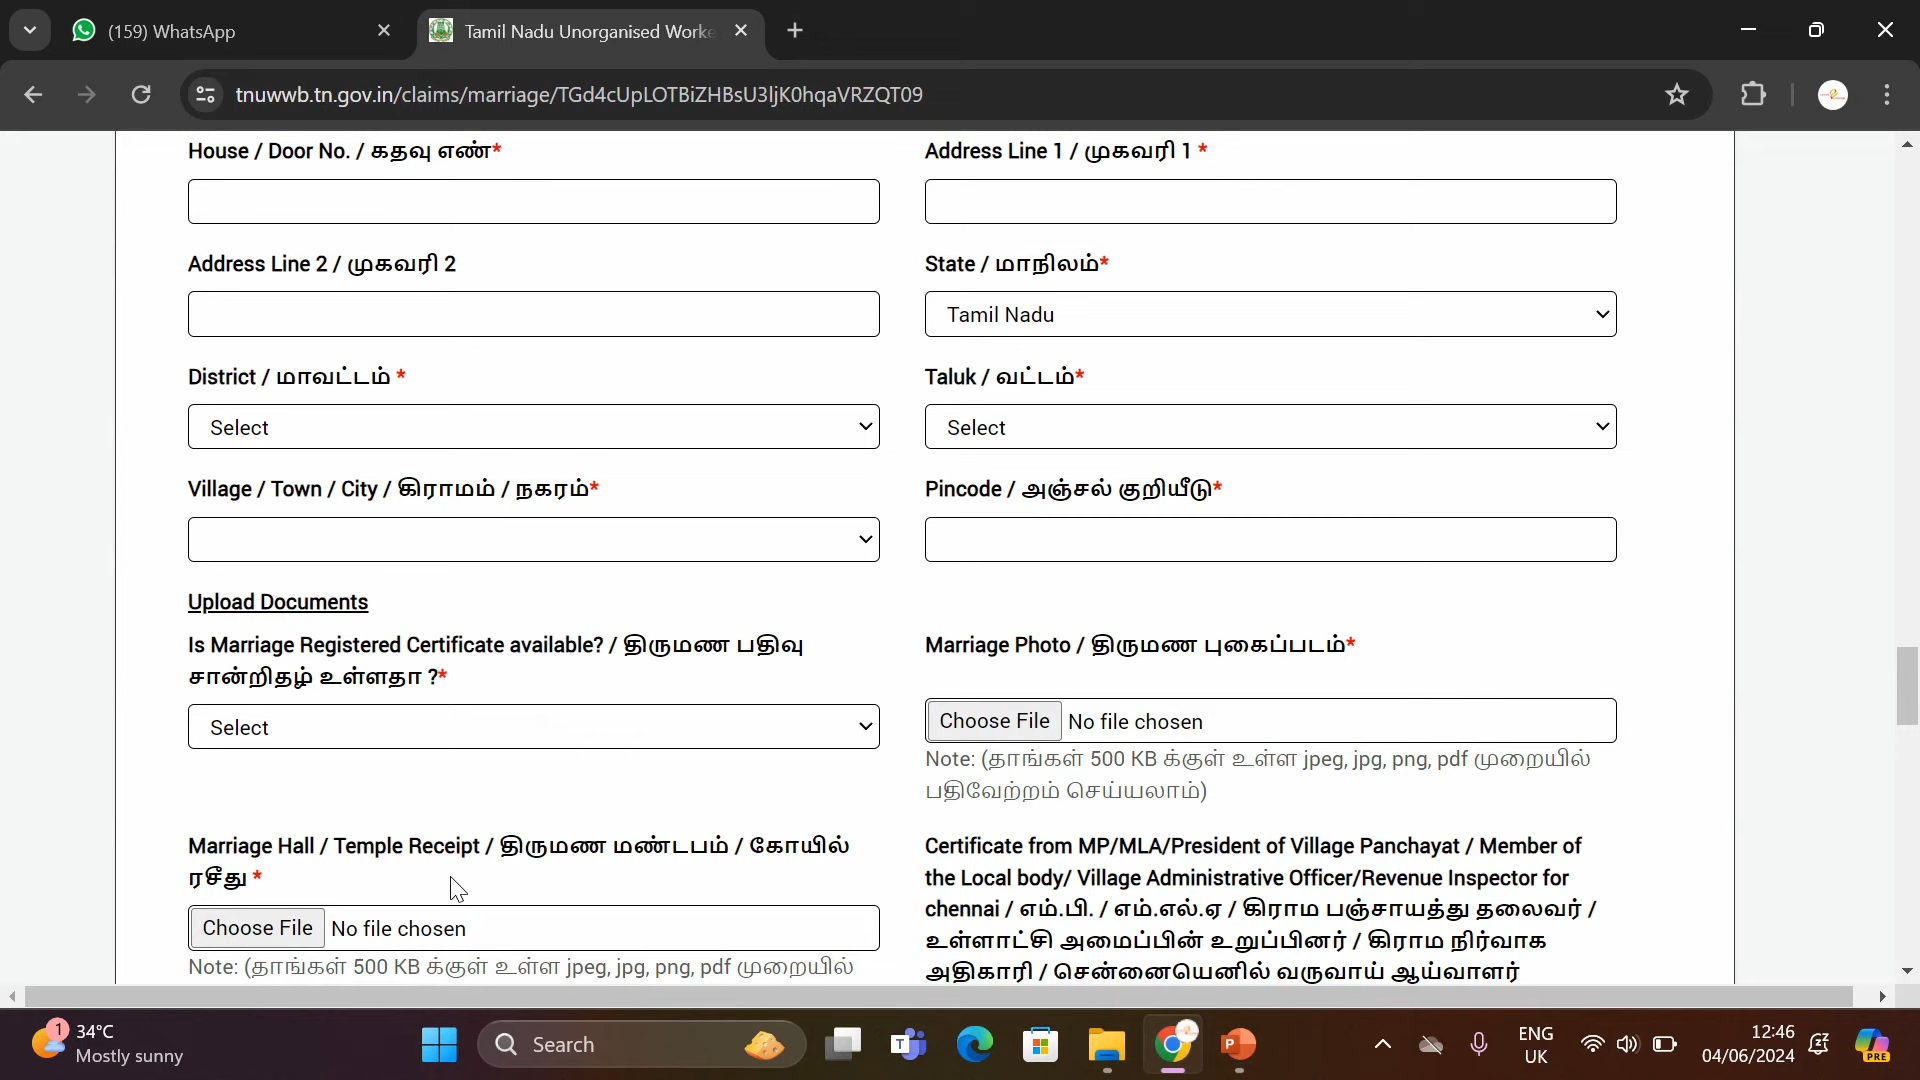 (159) WhatsApp
Tamil Nadu Unorganised Worke
tnuwwb.tn.gov.in/claims/marriage/TGd4cUpLOTBiZHBsU3ljK0hqaVRZQT09
House / Door No. / கதவு எண்*
Address Line 1 / முகவரி 1 *
Address Line 2 / முகவரி 2
State / மாநிலம்*
Tamil Nadu
District / மாவட்டம் *
Taluk / வட்டம்*
Select
Select
Village / Town / City / கிராமம் / நகரம்*
Pincode / அஞ்சல் குறியீடு*
Upload Documents
Is Marriage Registered Certificate available? / திருமண பதிவு
சான்றிதழ் உள்ளதா ?*
Select
Marriage Photo / திருமண புகைப்படம்*
Choose File No file chosen
Note: (தாங்கள் 500 KB க்குள் உள்ள jpeg, jpg, png, pdf முறையில்
பதிவேற்றம் செய்யலாம்)
Marriage Hall / Temple Receipt / திருமண மண்டபம் / கோயில்
ரசீது *
Choose File No file chosen
Note: (தாங்கள் 500 KB க்குள் உள்ள jpeg, jpg, png, pdf முறையில்
Certificate from MP/MLA/President of Village Panchayat / Member of
the Local body/ Village Administrative Officer/Revenue Inspector for
chennai / எம்.பி. / எம்.எல்.ஏ / கிராம பஞ்சாயத்து தலைவர் /
உள்ளாட்சி அமைப்பின் உறுப்பினர் / கிராம நிர்வாக
அதிகாரி / சென்னையெனில் வருவாய் ஆய்வாளர்
1
34°C
Mostly sunny
Search
T
P
ENG
UK
12:46
04/06/2024
PRE